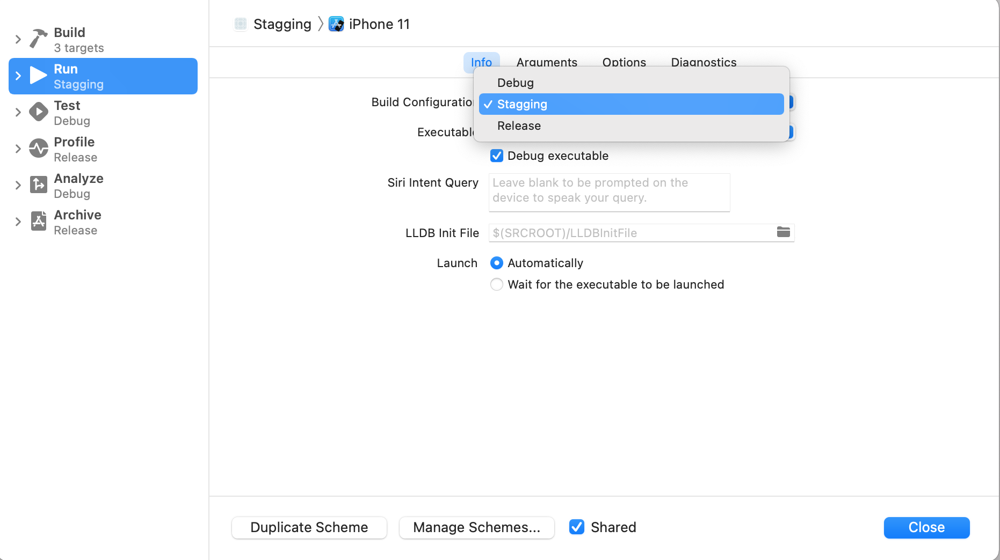 Build
3 targets
Run
Stagging
Test
Debug
Profile
Release
Analyze
Debug
Archive
Release
Stagging
iPhone 11
Info
Arguments
Options
Diagnostics
Build Configuration
Debug
Stagging
Release
Executable
Debug executable
Siri Intent Query
Leave blank to be prompted on the
device to speak your query.
LLDB Init File
$(SRCROOT)/LLDBInitFile
Launch
Automatically
Wait for the executable to be launched
Duplicate Scheme
Manage Schemes...
Shared
Close